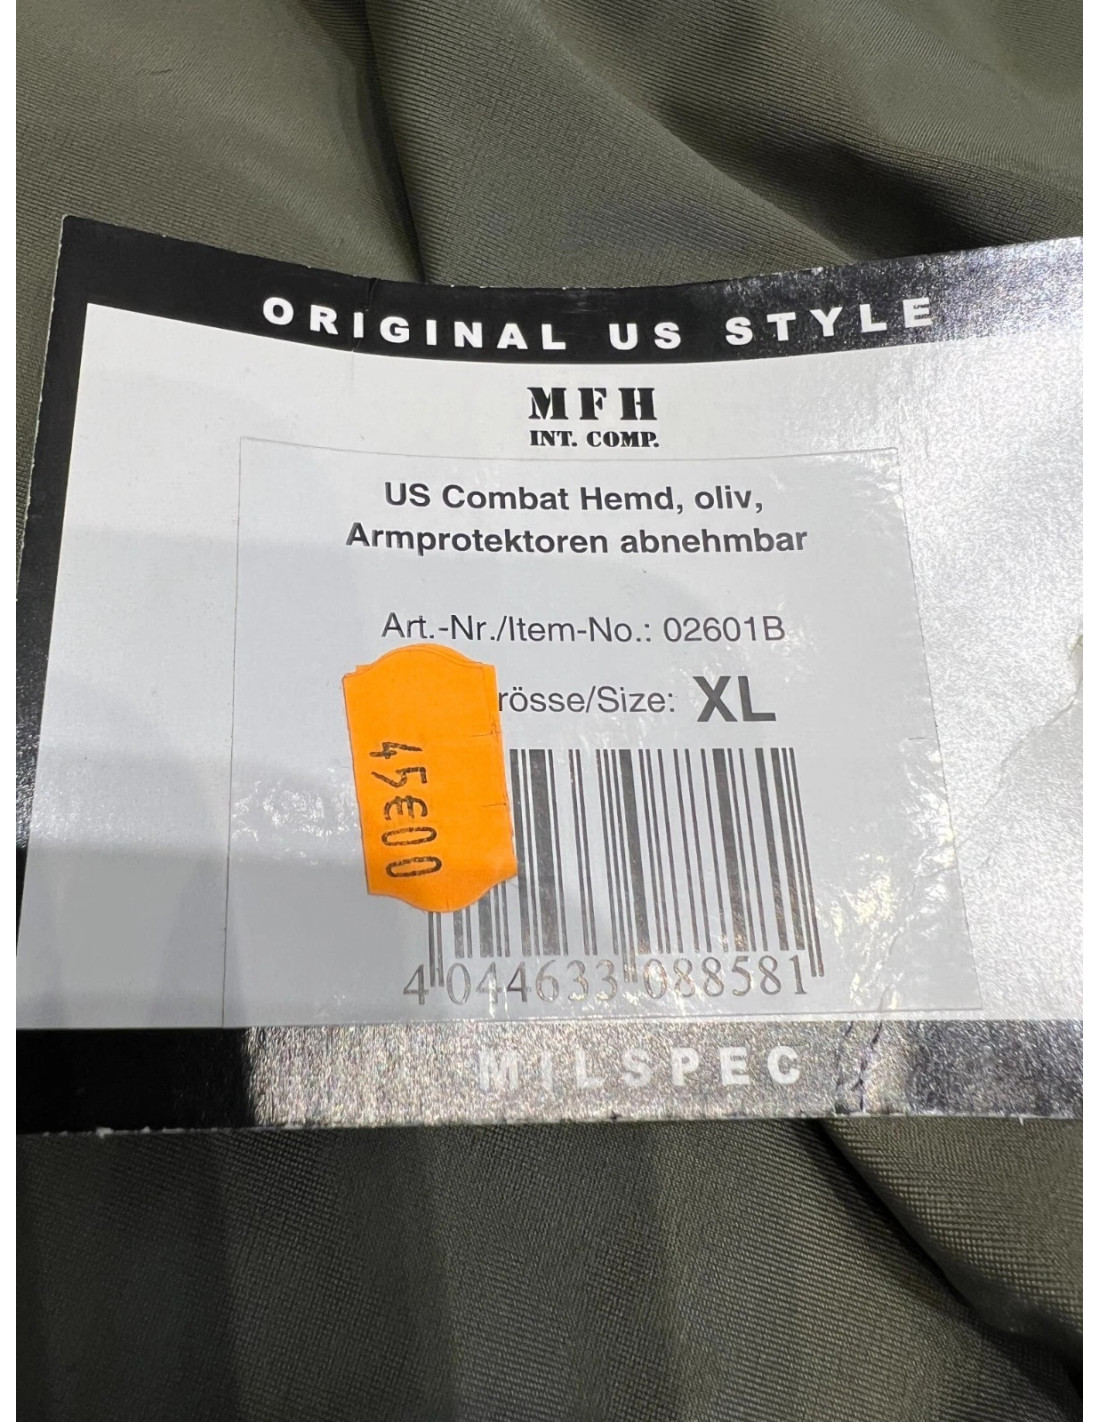 ORIGINAL US STYLE
MFH
INT. COMP.
US Combat Hemd, oliv,
Armprotektoren abnehmbar
Art.-Nr./Item-No.: 02601B
rösse/Size: XL
45€00
4 044633 088581
MILSPEC